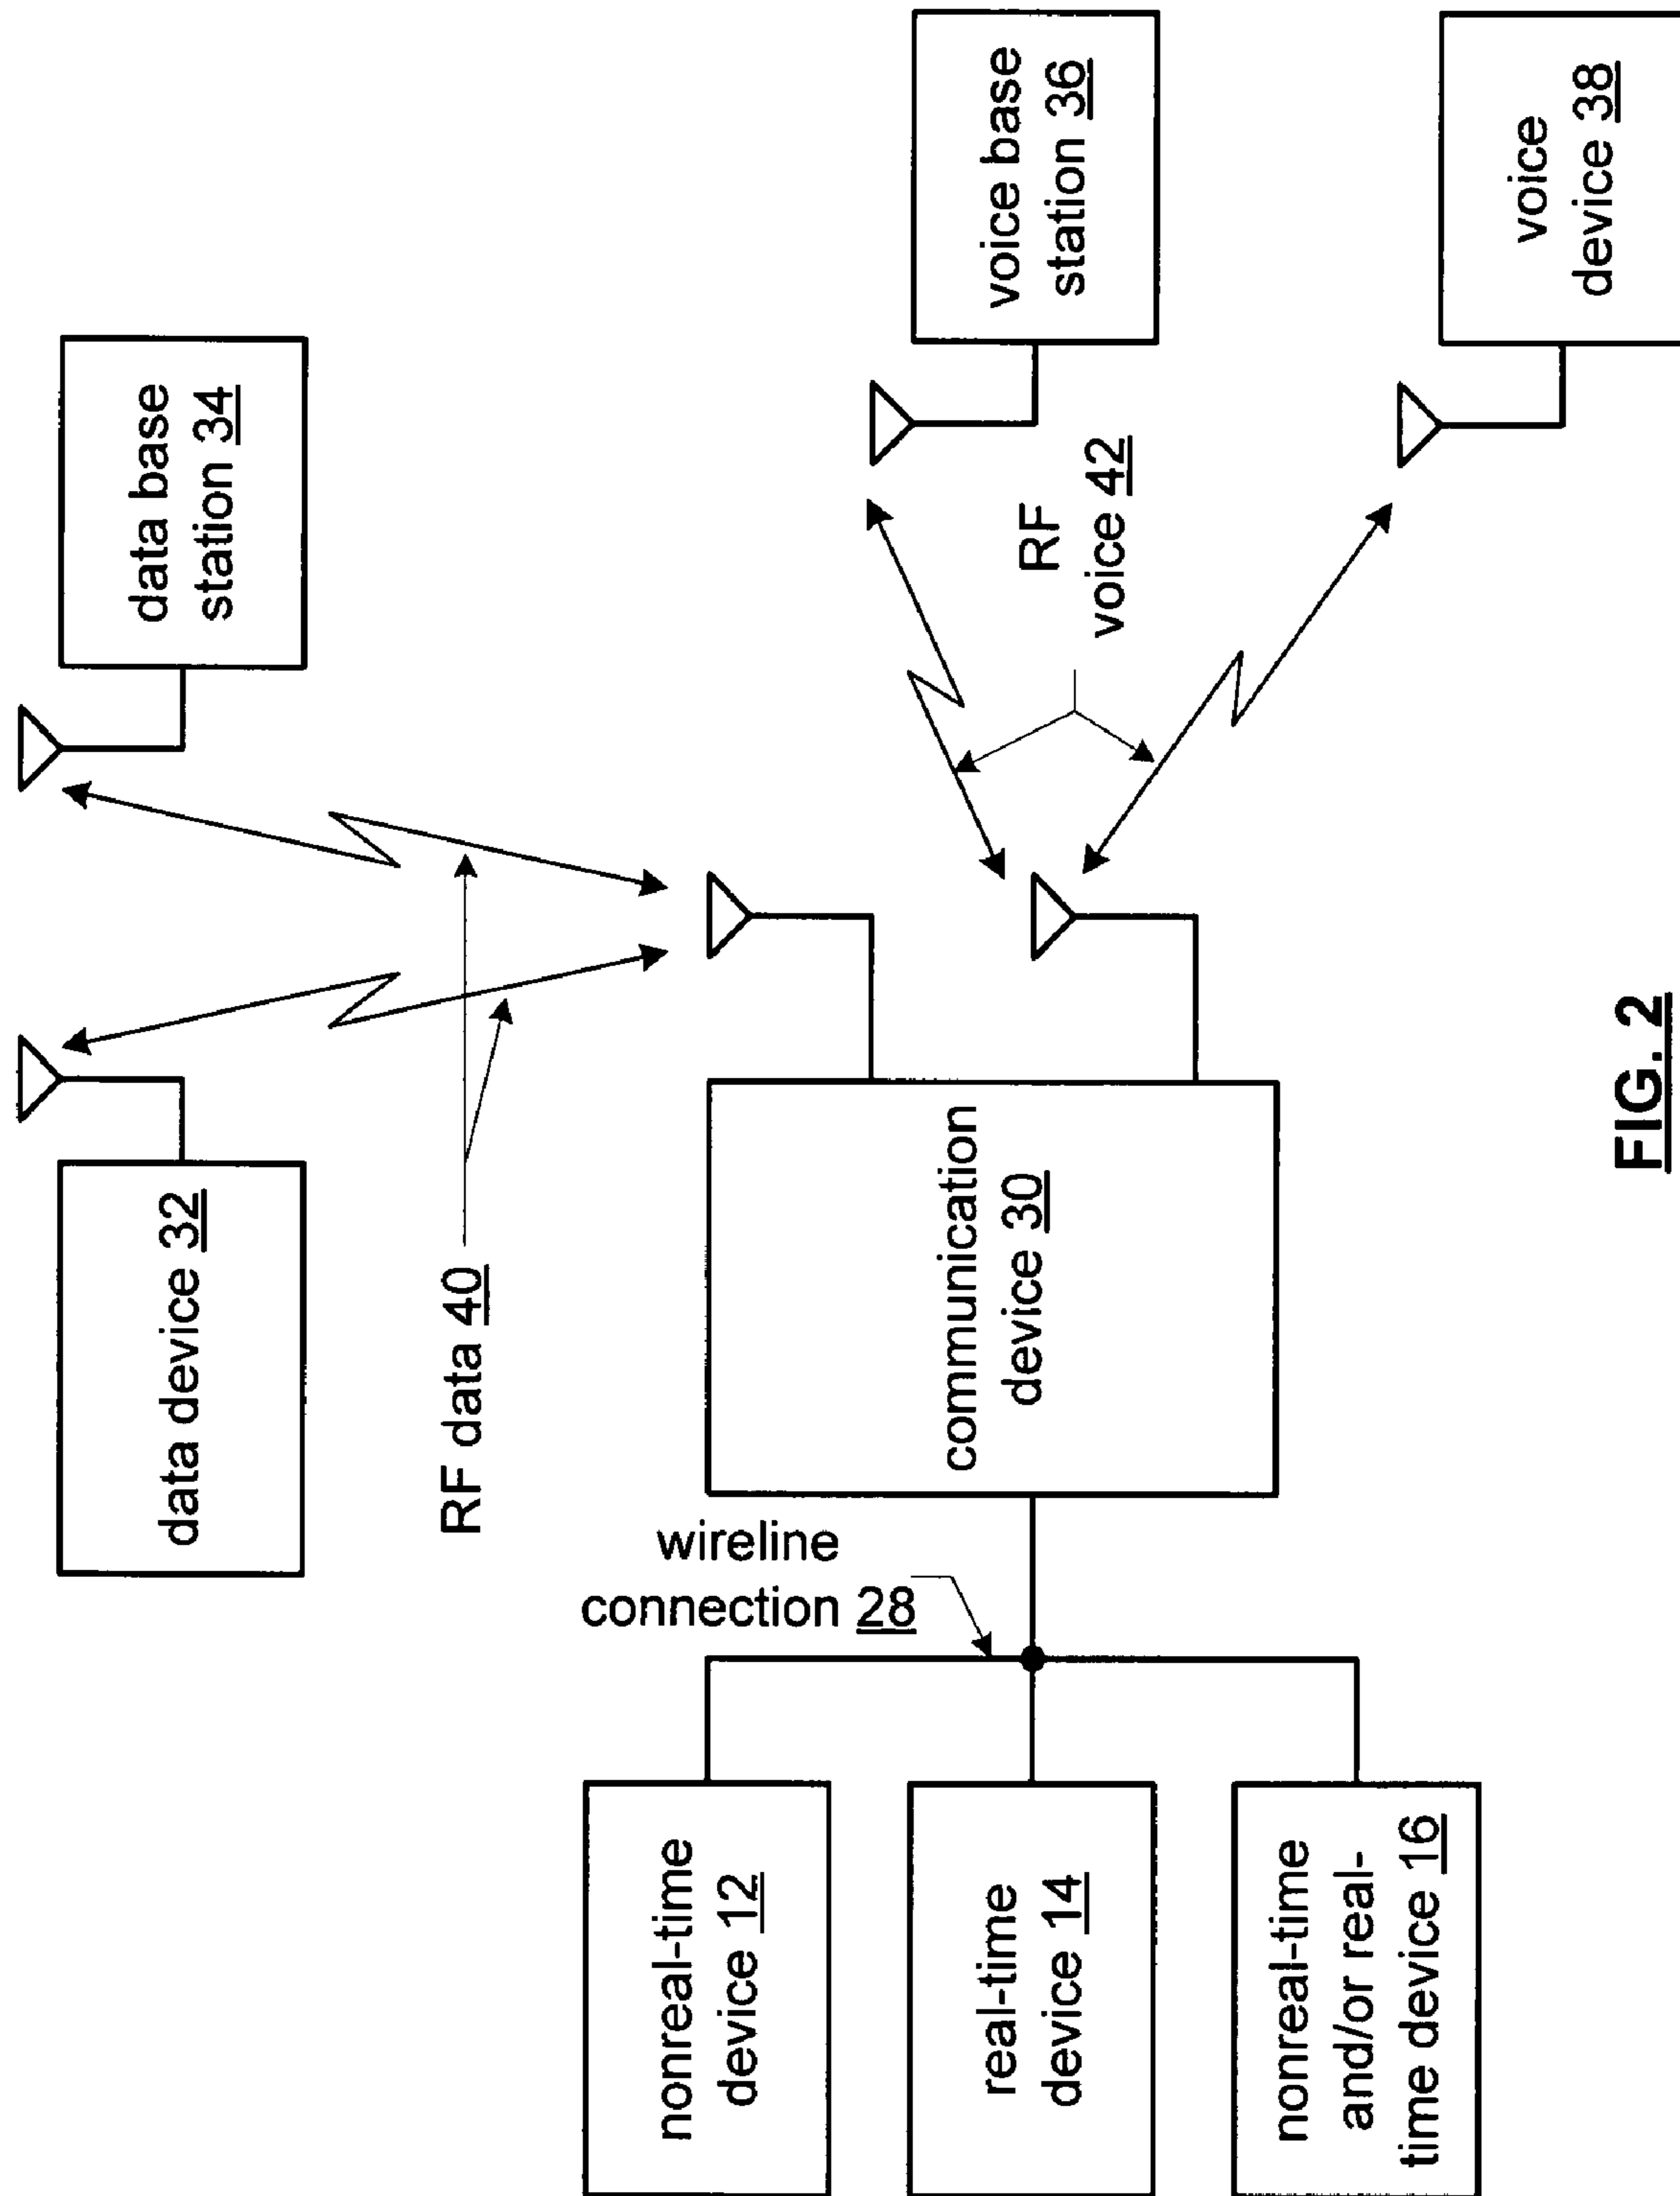 data device 32
data base
station 34
RF data 40
wireline
connection 28
nonreal-time
device 12
real-time
device 14
nonreal-time
and/or real-
time device 16
communication
device 30
RF
voice 42
voice base
station 36
voice
device 38
FIG. 2